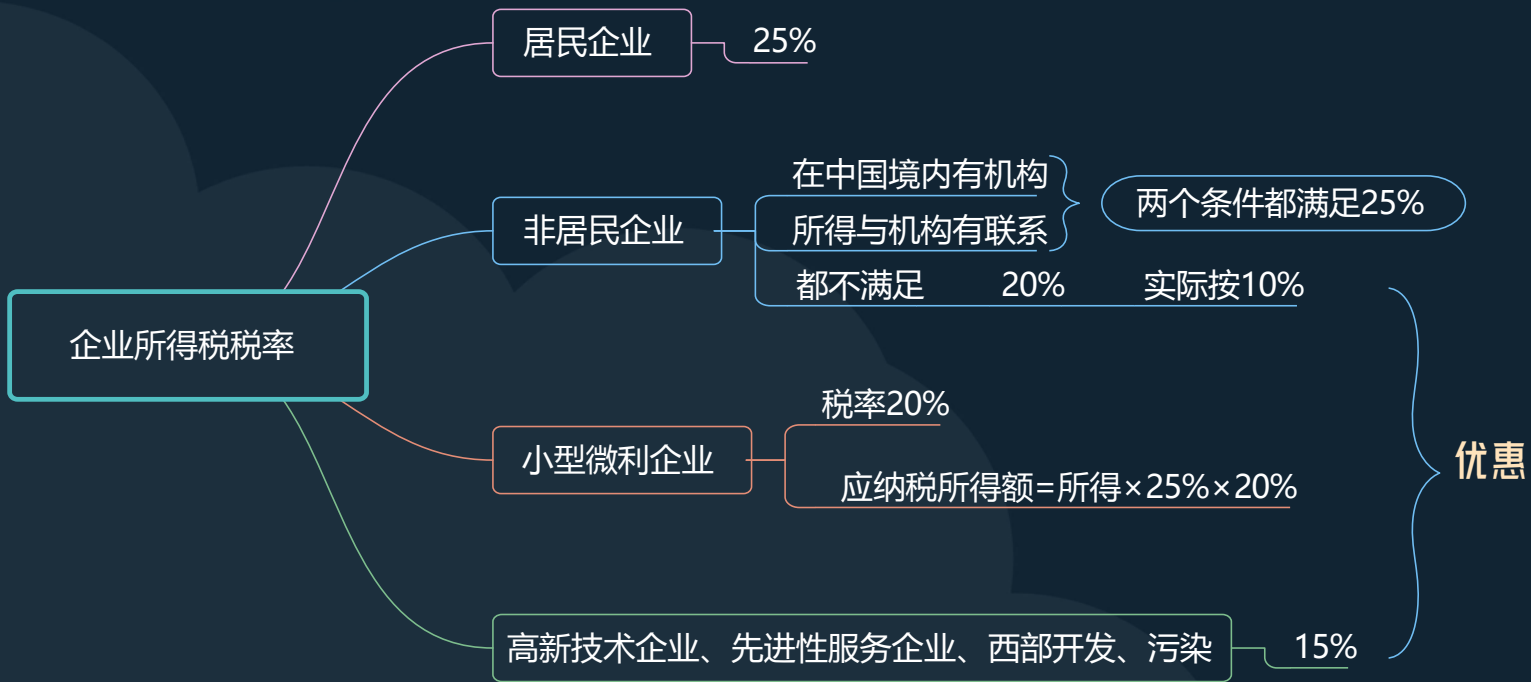 居民企业
25%
在中国境内有机构
两个条件都满足25%
非居民企业
所得与机构有联系
都不满足 20% 实际按10%
企业所得税税率
税率20%
小型微利企业
优惠
应纳税所得额=所得×25%×20%
高新技术企业、先进性服务企业、西部开发、污染
15%